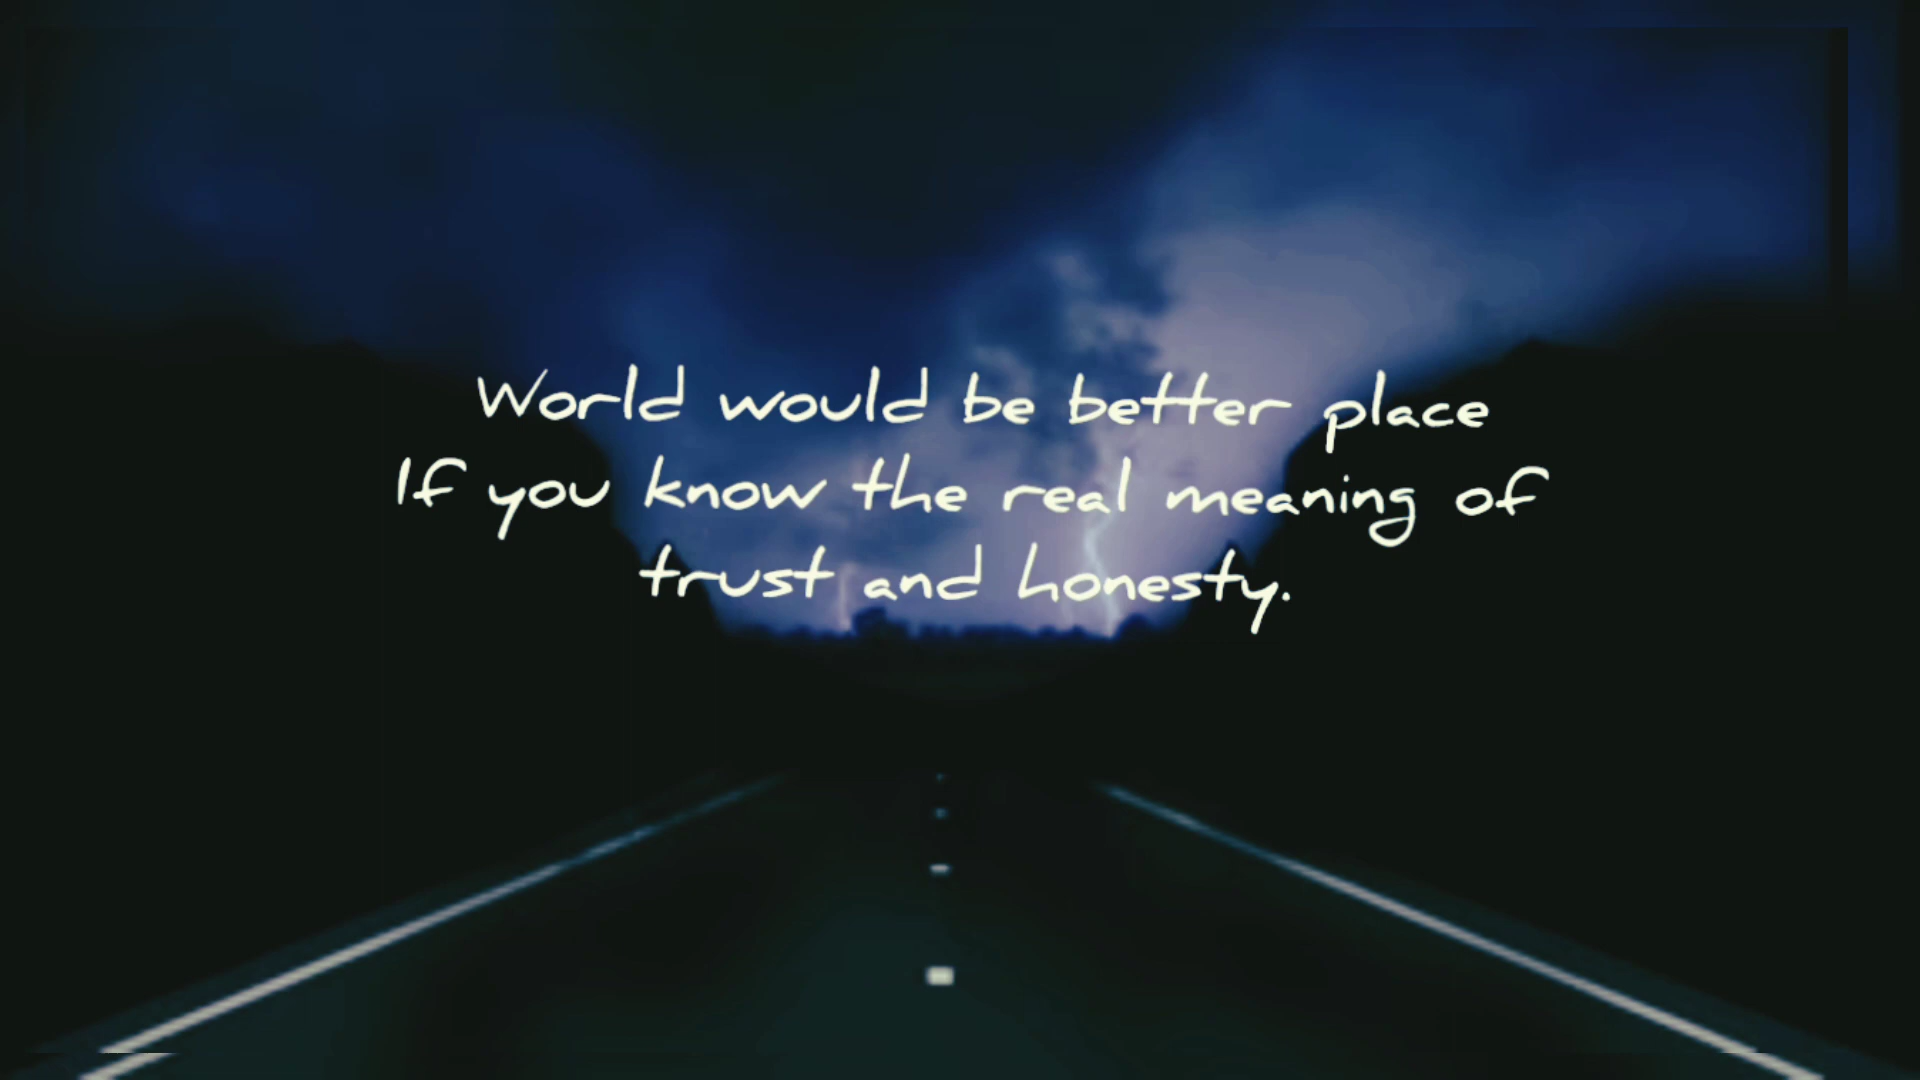 World would be better place
If you know the real meaning of
trust and honesty.